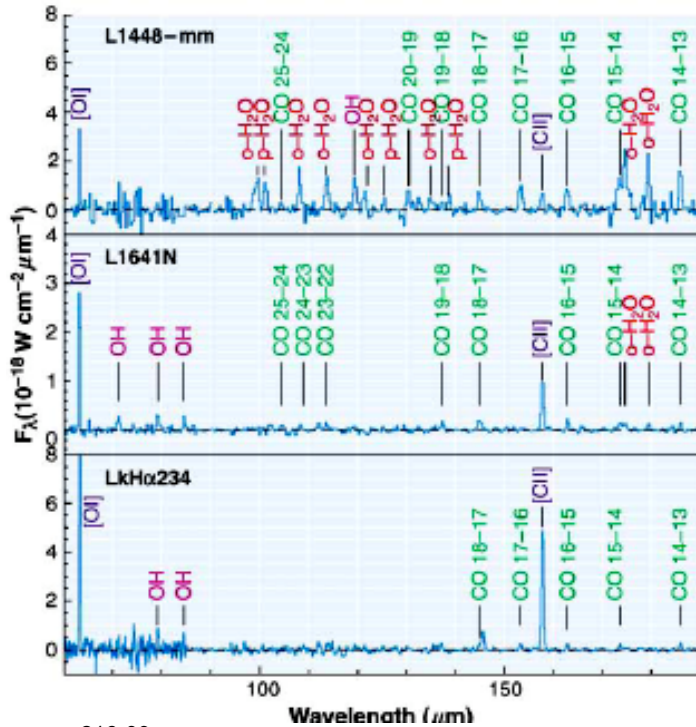 L1448-mm
[OI]
o-H₂O
p-H₂O
CO 25-24
o-H₂O
o-H₂O
OH
o-H₂O
p-H₂O
CO 20-19
o-H₂O
CO 19-18
p-H₂O
CO 18-17
CO 17-16
[CII]
CO 16-15
CO 15-14
o-H₂O
o-H₂O
CO 14-13
8
6
4
2
0
L1641N
[OI]
OH
OH
OH
CO 25-24
CO 24-23
CO 23-22
CO 19-18
CO 18-17
[CII]
CO 16-15
CO 15-14
o-H₂O
o-H₂O
CO 14-13
4
3
2
1
0
Fλ(10⁻¹⁸ W cm⁻² μm⁻¹)
LkHα234
[OI]
OH
OH
CO 18-17
CO 17-16
[CII]
CO 16-15
CO 15-14
CO 14-13
8
6
4
2
0
100
150
Wavelength (μm)